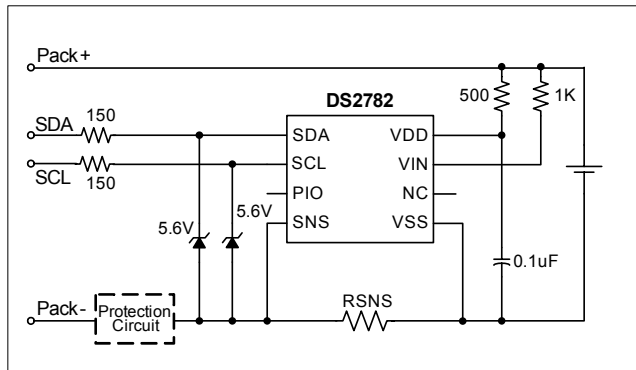 Pack+
DS2782
500
1K
150
SDA
SDA
VDD
SCL
150
SCL
VIN
PIO
NC
5.6V
5.6V
SNS
VSS
0.1uF
RSNS
Pack-
Protection
Circuit